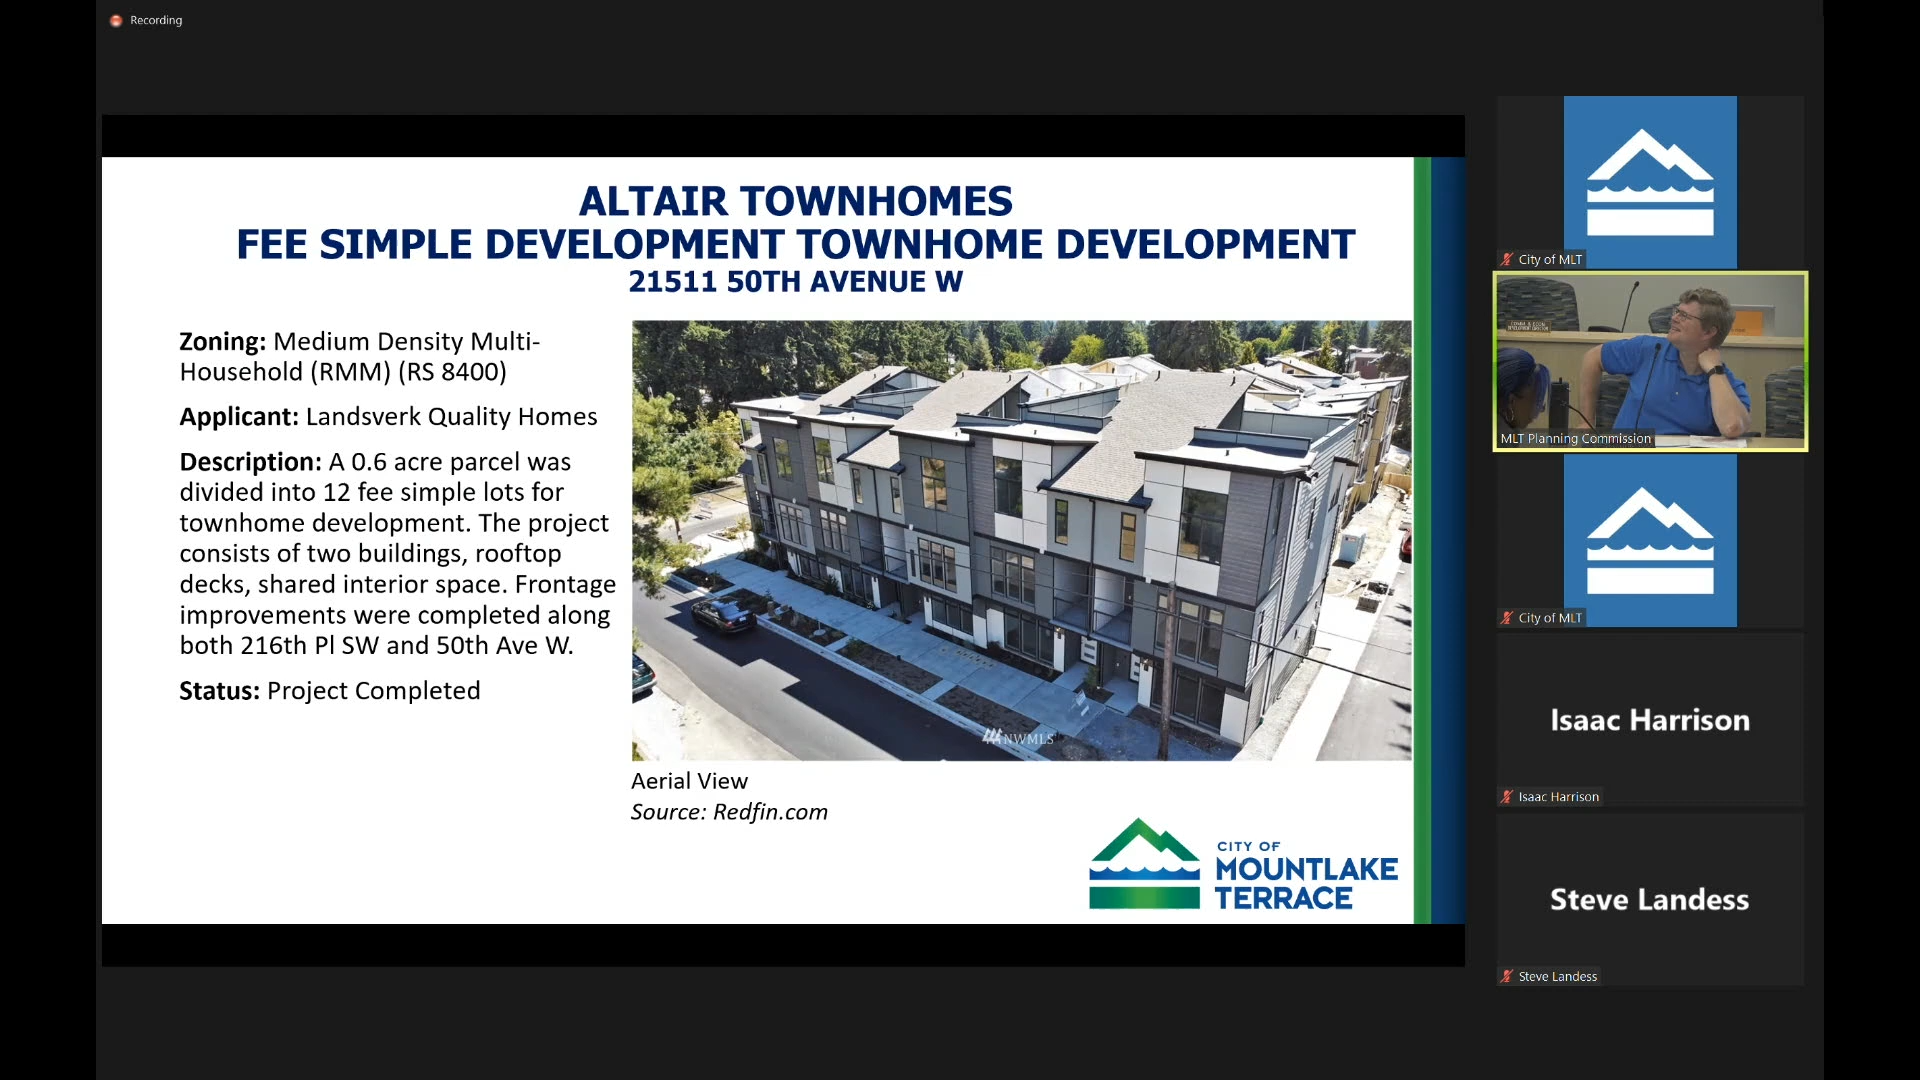 Recording
ALTAIR TOWNHOMES
FEE SIMPLE DEVELOPMENT TOWNHOME DEVELOPMENT
21511 50TH AVENUE W
Zoning: Medium Density Multi-
Household (RMM) (RS 8400)
Applicant: Landsverk Quality Homes
Description: A 0.6 acre parcel was
divided into 12 fee simple lots for
townhome development. The project
consists of two buildings, rooftop
decks, shared interior space. Frontage
improvements were completed along
both 216th Pl SW and 50th Ave W.
Status: Project Completed
NWMLS
Aerial View
Source: Redfin.com
CITY OF
MOUNTLAKE
TERRACE
City of MLT
MLT Planning Commission
City of MLT
Isaac Harrison
Isaac Harrison
Steve Landess
Steve Landess